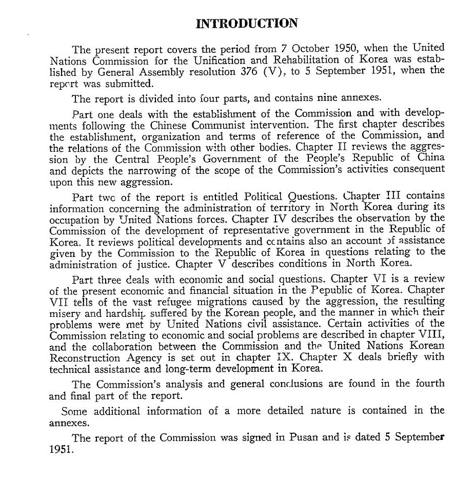 INTRODUCTION
The present report covers the period from 7 October 1950, when the United
Nations Commission for the Unification and Rehabilitation of Korea was estab-
lished by General Assembly resolution 376 (V), to 5 September 1951, when the
report was submitted.
The report is divided into four parts, and contains nine annexes.
Part one deals with the establishment of the Commission and with develop-
ments following the Chinese Communist intervention. The first chapter describes
the establishment, organization and terms of reference of the Commission, and
the relations of the Commission with other bodies. Chapter II reviews the aggres-
sion by the Central People's Government of the People's Republic of China
and depicts the narrowing of the scope of the Commission's activities consequent
upon this new aggression.
Part two of the report is entitled Political Questions. Chapter III contains
information concerning the administration of territory in North Korea during its
occupation by United Nations forces. Chapter IV describes the observation by the
Commission of the development of representative government in the Republic of
Korea. It reviews political developments and contains also an account of assistance
given by the Commission to the Republic of Korea in questions relating to the
administration of justice. Chapter V describes conditions in North Korea.
Part three deals with economic and social questions. Chapter VI is a review
of the present economic and financial situation in the Republic of Korea. Chapter
VII tells of the vast refugee migrations caused by the aggression, the resulting
misery and hardship suffered by the Korean people, and the manner in which their
problems were met by United Nations civil assistance. Certain activities of the
Commission relating to economic and social problems are described in chapter VIII,
and the collaboration between the Commission and the United Nations Korean
Reconstruction Agency is set out in chapter IX. Chapter X deals briefly with
technical assistance and long-term development in Korea.
The Commission's analysis and general conclusions are found in the fourth
and final part of the report.
Some additional information of a more detailed nature is contained in the
annexes.
The report of the Commission was signed in Pusan and is dated 5 September
1951.